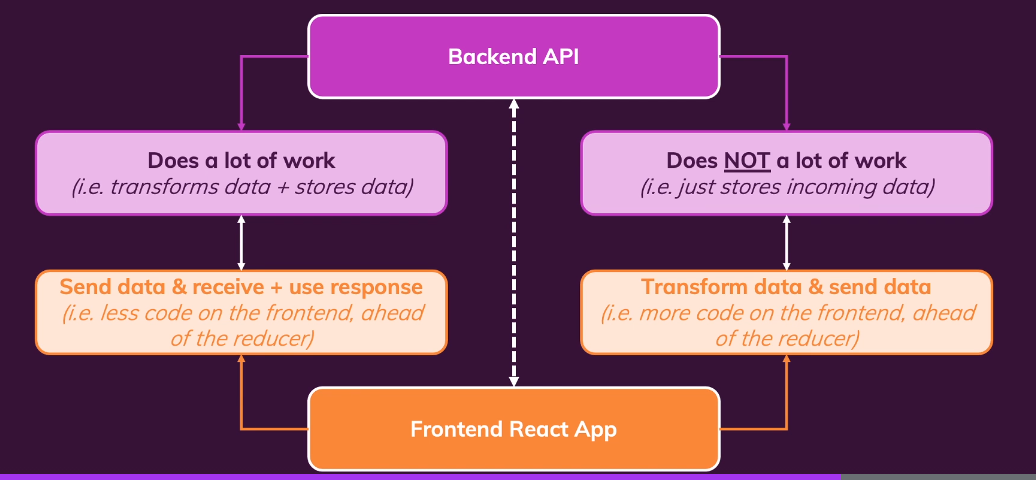 Backend API
Does a lot of work
(i.e. transforms data + stores data)
Does NOT a lot of work
(i.e. just stores incoming data)
Send data & receive + use response
(i.e. less code on the frontend, ahead
of the reducer)
Transform data & send data
(i.e. more code on the frontend, ahead
of the reducer)
Frontend React App